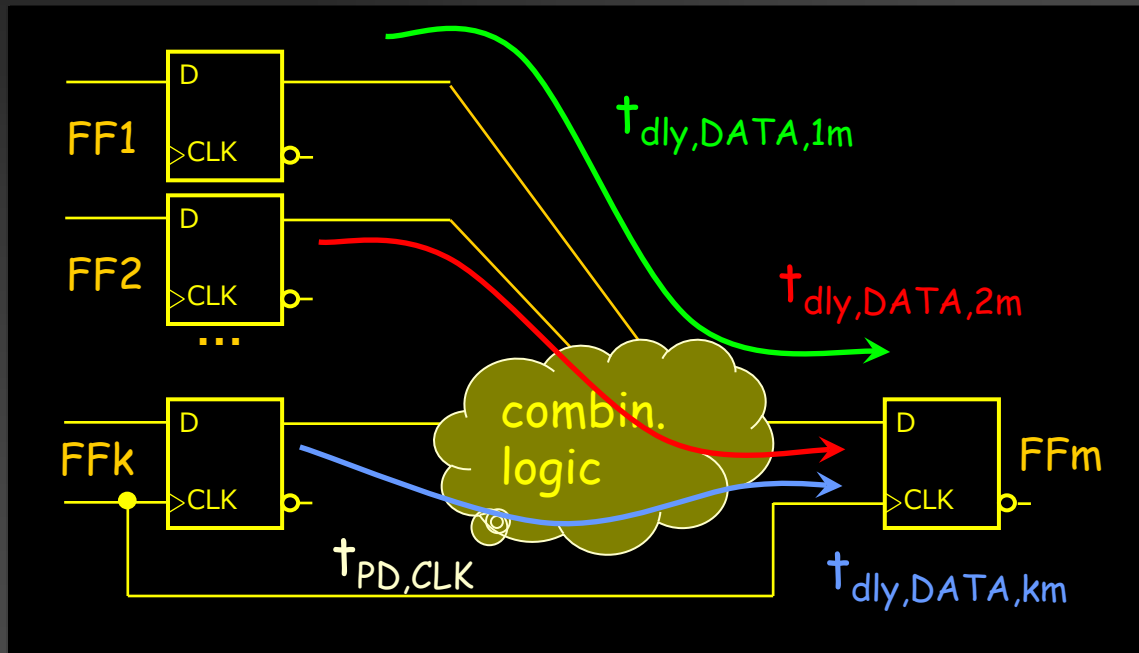 D
FF1
CLK
t dly,DATA,1m
D
FF2
CLK
t dly,DATA,2m
...
D
FFk
CLK
combin.
logic
D
FFm
CLK
t PD,CLK
t dly,DATA,km